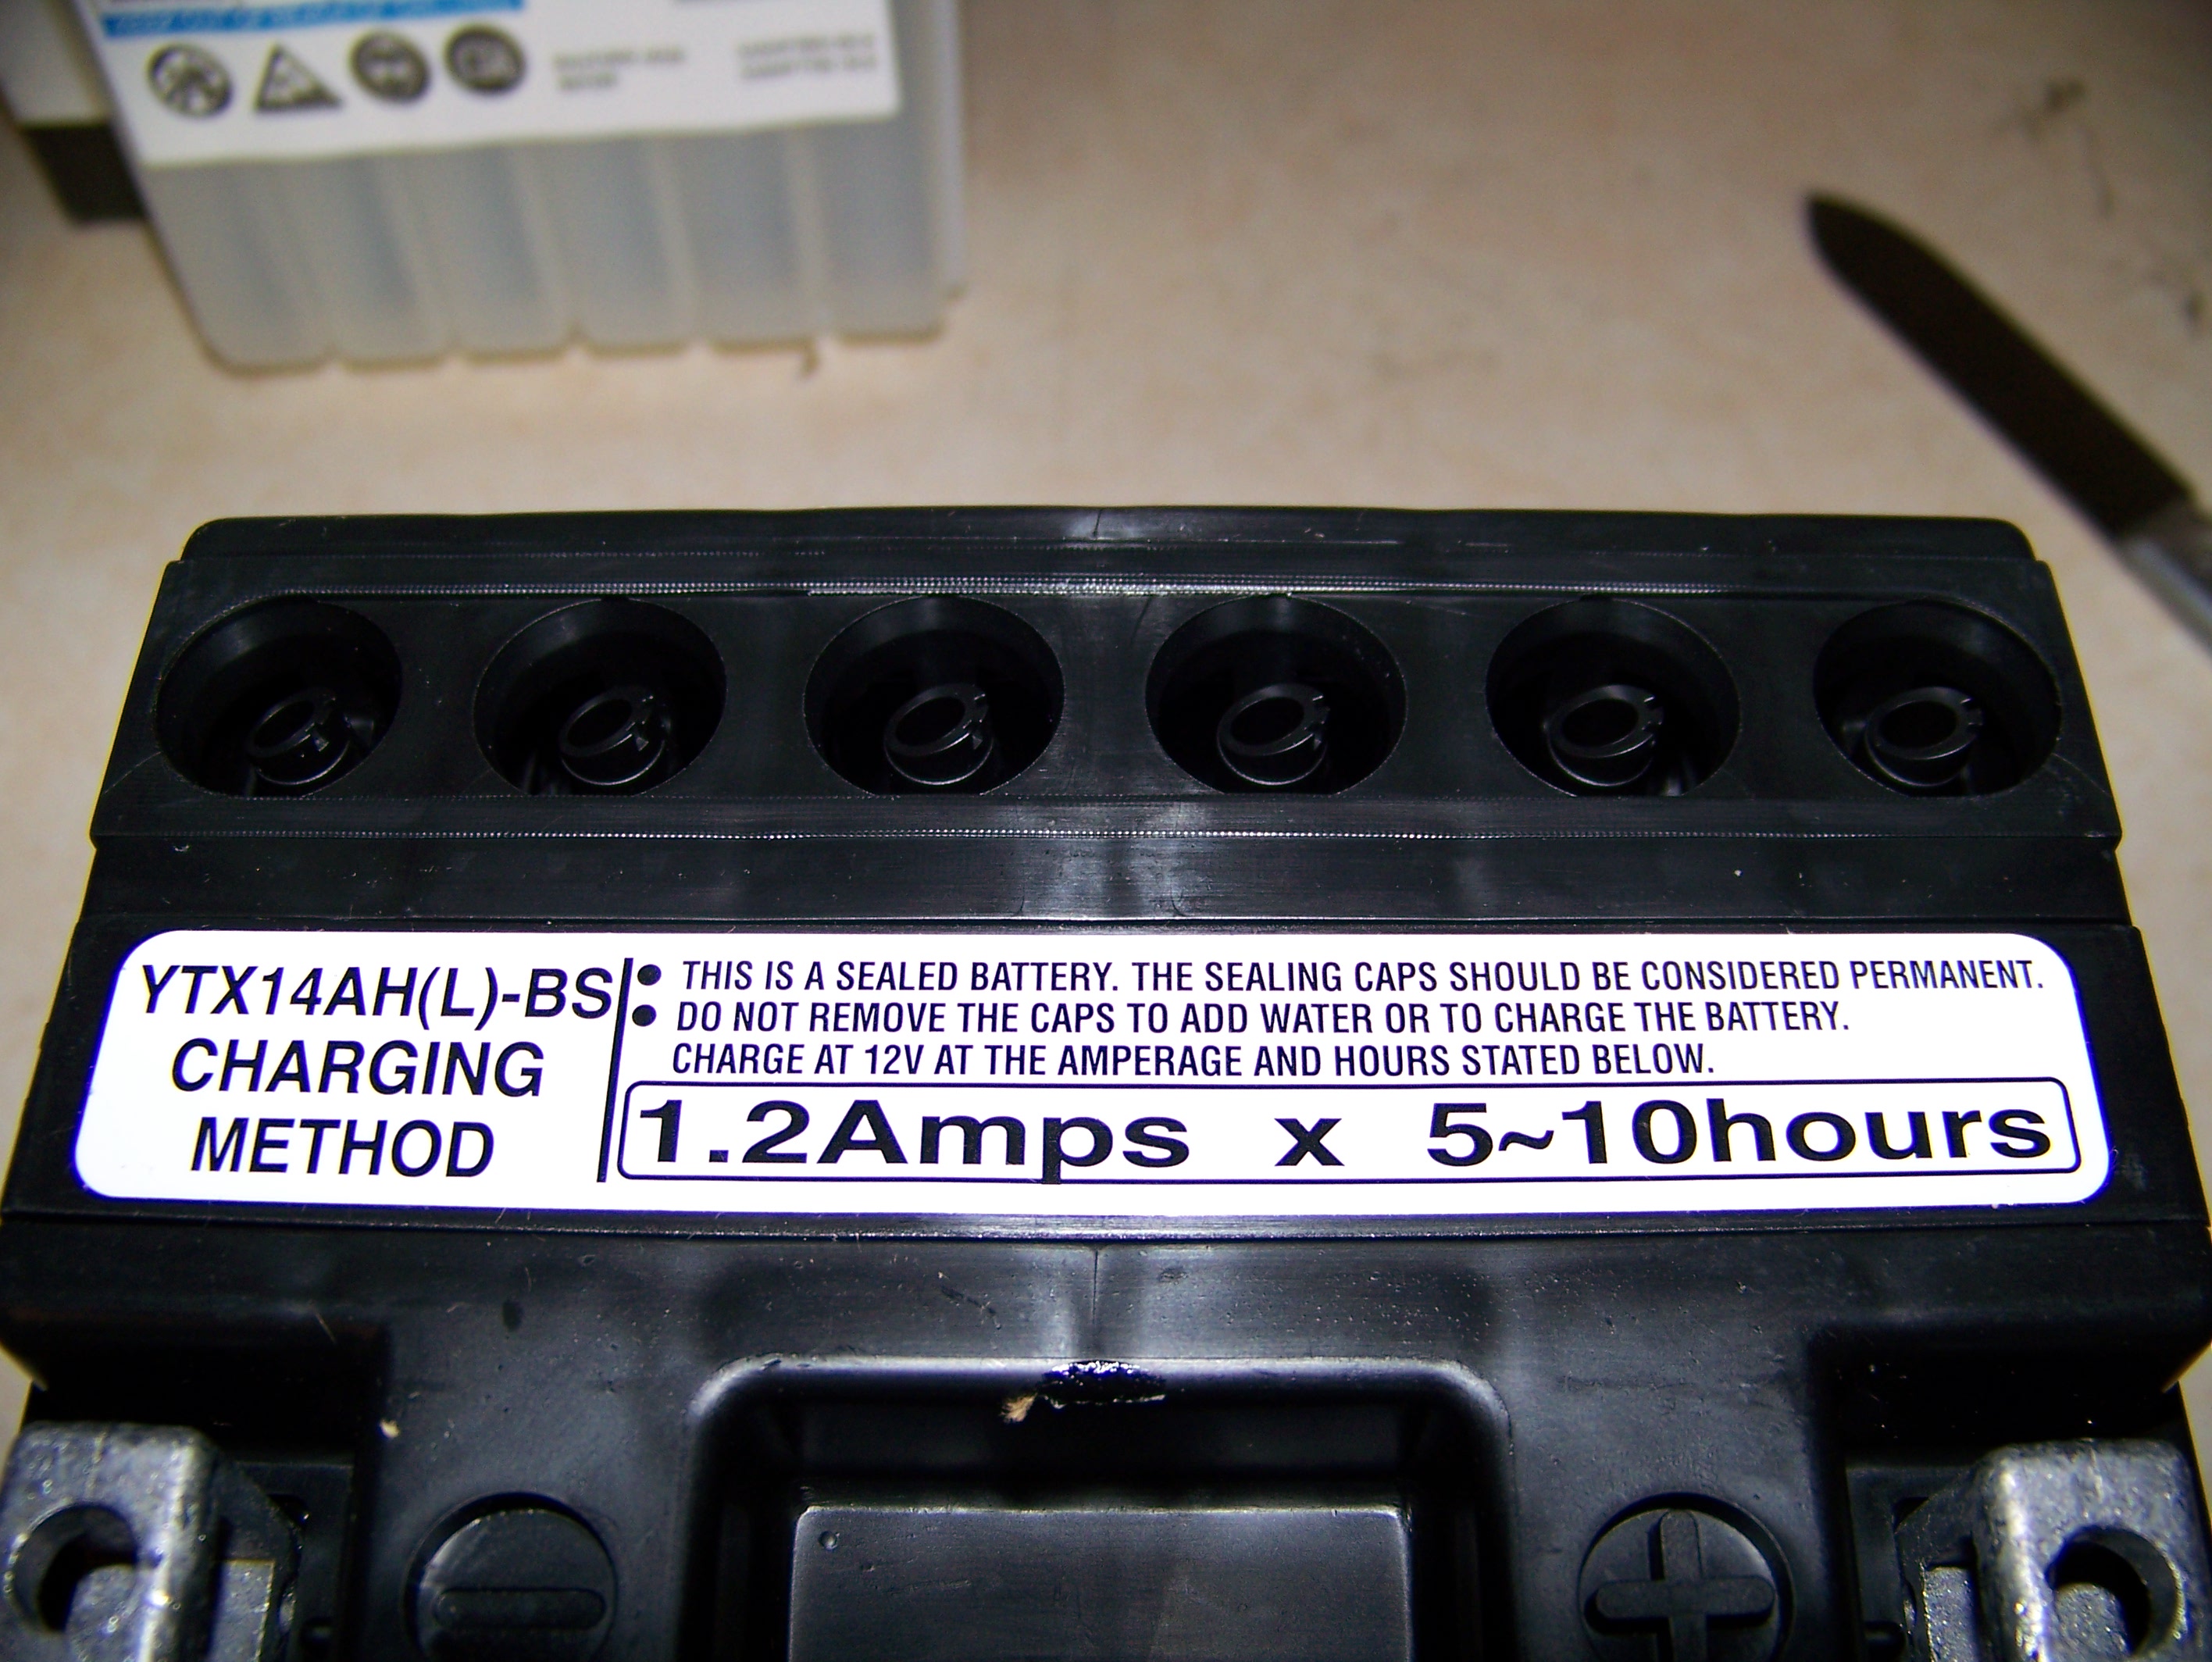 YTX14AH(L)-BS
CHARGING
METHOD
• THIS IS A SEALED BATTERY. THE SEALING CAPS SHOULD BE CONSIDERED PERMANENT.
• DO NOT REMOVE THE CAPS TO ADD WATER OR TO CHARGE THE BATTERY.
CHARGE AT 12V AT THE AMPERAGE AND HOURS STATED BELOW.
1.2Amps x 5~10hours